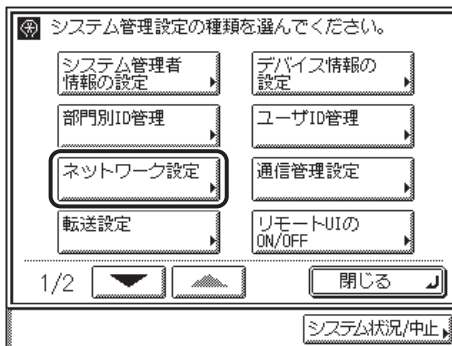 システム管理設定の種類を選んでください。
システム管理者
情報の設定
デバイス情報の
設定
部門別ID管理
ユーザID管理
ネットワーク設定
通信管理設定
転送設定
リモートUIの
ON/OFF
1/2
閉じる
システム状況/中止